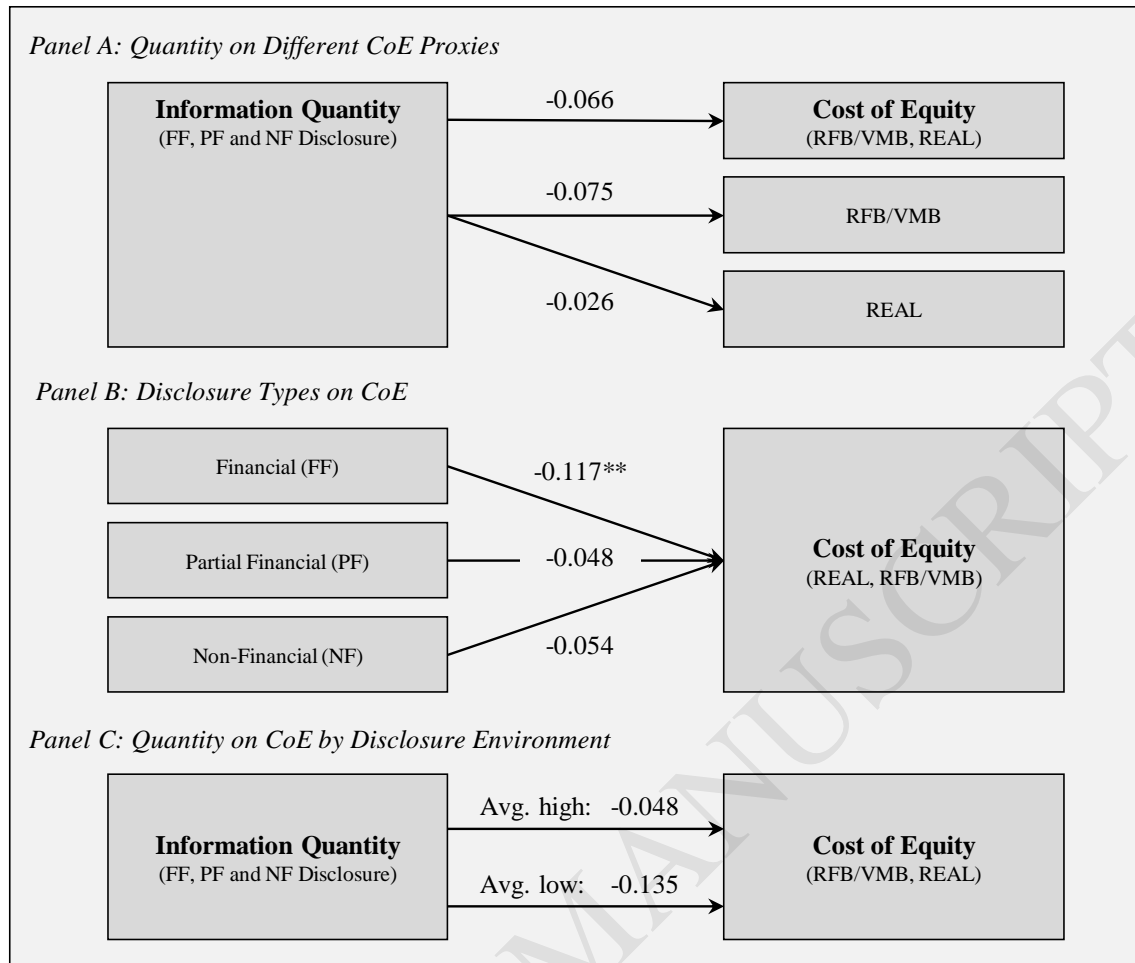 Panel A: Quantity on Different CoE Proxies
Information Quantity
(FF, PF and NF Disclosure)
-0.066
Cost of Equity
(RFB/VMB, REAL)
-0.075
RFB/VMB
-0.026
REAL
Panel B: Disclosure Types on CoE
Financial (FF)
-0.117**
Partial Financial (PF)
-0.048
Cost of Equity
(REAL, RFB/VMB)
Non-Financial (NF)
-0.054
Panel C: Quantity on CoE by Disclosure Environment
Information Quantity
(FF, PF and NF Disclosure)
Avg. high: -0.048
Avg. low: -0.135
Cost of Equity
(RFB/VMB, REAL)
MANUSCRIPT